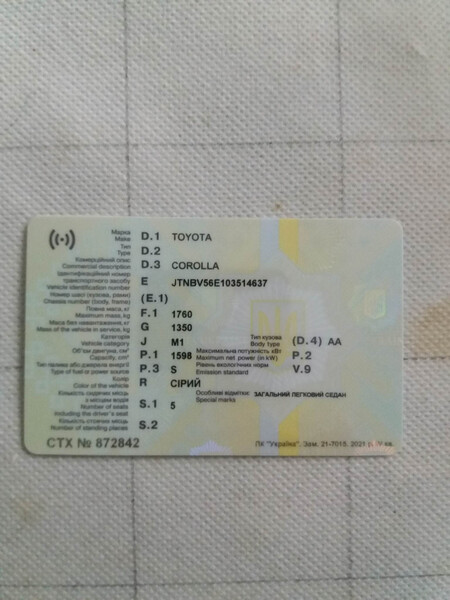 Марка D.1 TOYOTA
Make
Тип D.2
Type
Комерційний опис D.3 COROLLA
Commercial description
Ідентифікаційний номер транспортного засобу E JTNBV56E103514637
Vehicle identification number
Номер шасі (кузова, рами) (E.1)
Chassis number (body, frame)
Повна маса, кг F.1 1760
Maximum mass, kg
Маса без навантаження, кг G 1350
Mass of the vehicle in service, kg
Категорія J M1 Тип кузова (D.4) AA
Vehicle category Body type
Об'єм двигуна, см³ P.1 1598 Максимальна потужність кВт P.2
Capacity, cm³ Maximum net power (in kW)
Тип палива або джерела енергії P.3 S Рівень екологічних норм V.9
Type of fuel or power source Emission standard
Колір R СІРИЙ
Color of the vehicle Особливі відмітки: ЗАГАЛЬНИЙ ЛЕГКОВИЙ СЕДАН
Кількість сидячих місць Special marks
з місцем водія S.1 5
Number of seats
including the driver's seat
Кількість стоячих місць S.2
Number of standing places
СТХ № 872842 ПК "Україна". Зам. 21-7015. 2021 р. IV кв.